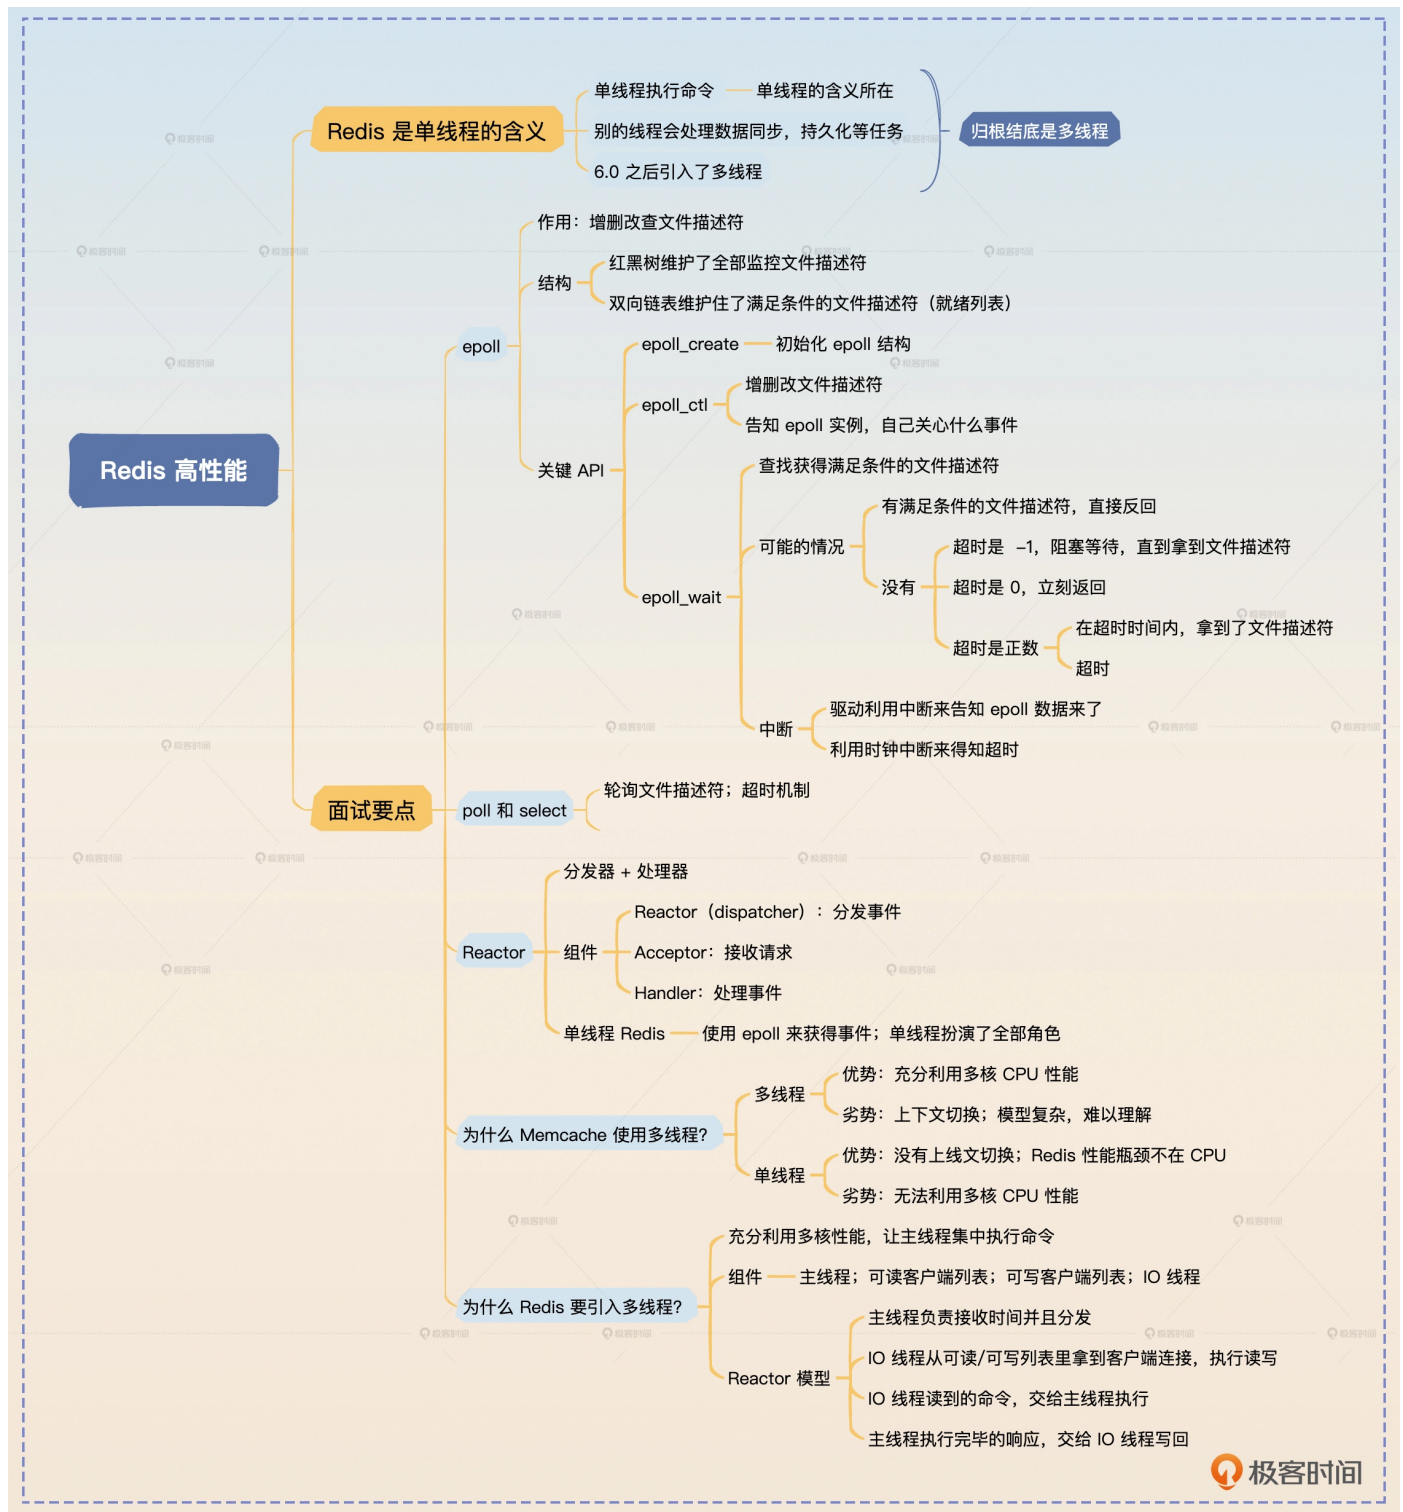 Redis 高性能
Redis 是单线程的含义
单线程执行命令
单线程的含义所在
别的线程会处理数据同步，持久化等任务
6.0 之后引入了多线程
归根结底是多线程
面试要点
epoll
作用：增删改查文件描述符
结构
红黑树维护了全部监控文件描述符
双向链表维护住了满足条件的文件描述符（就绪列表）
关键 API
epoll_create
初始化 epoll 结构
epoll_ctl
增删改文件描述符
告知 epoll 实例，自己关心什么事件
epoll_wait
查找获得满足条件的文件描述符
可能的情况
有满足条件的文件描述符，直接反回
没有
超时是 -1，阻塞等待，直到拿到文件描述符
超时是 0，立刻返回
超时是正数
在超时时间内，拿到了文件描述符
超时
中断
驱动利用中断来告知 epoll 数据来了
利用时钟中断来得知超时
poll 和 select
轮询文件描述符；超时机制
Reactor
分发器 + 处理器
组件
Reactor（dispatcher）：分发事件
Acceptor：接收请求
Handler：处理事件
单线程 Redis
使用 epoll 来获得事件；单线程扮演了全部角色
为什么 Memcache 使用多线程？
多线程
优势：充分利用多核 CPU 性能
劣势：上下文切换；模型复杂，难以理解
单线程
优势：没有上线文切换；Redis 性能瓶颈不在 CPU
劣势：无法利用多核 CPU 性能
为什么 Redis 要引入多线程？
充分利用多核性能，让主线程集中执行命令
组件
主线程；可读客户端列表；可写客户端列表；IO 线程
Reactor 模型
主线程负责接收时间并且分发
IO 线程从可读/可写列表里拿到客户端连接，执行读写
IO 线程读到的命令，交给主线程执行
主线程执行完毕的响应，交给 IO 线程写回
极客时间